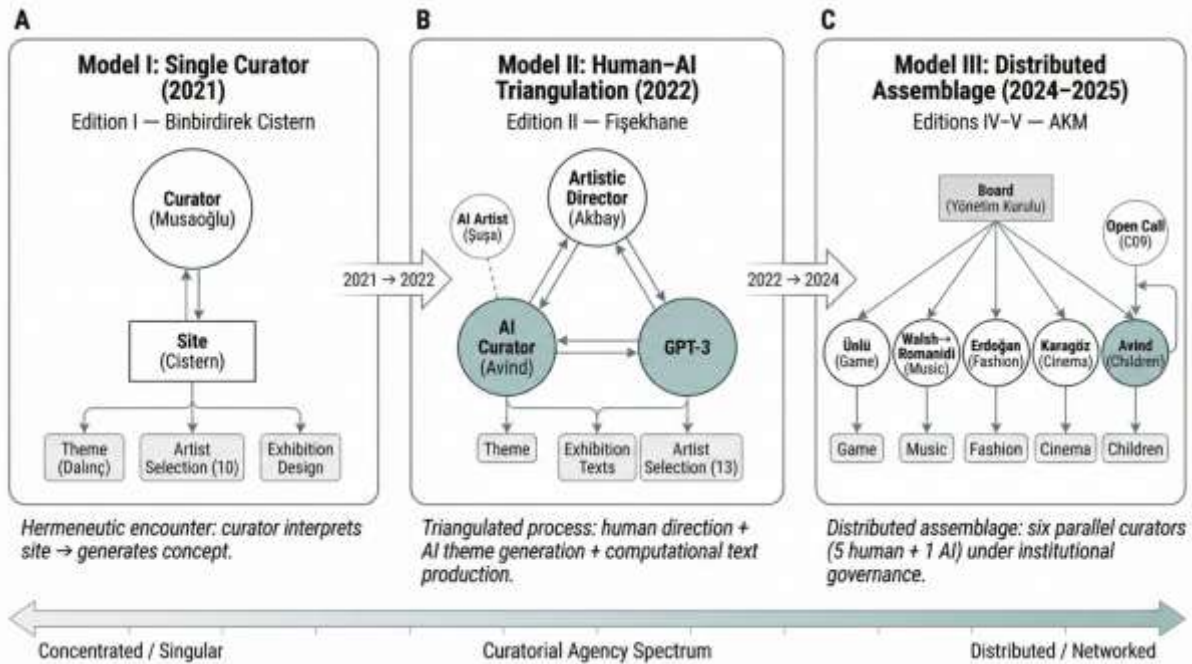 A
Model I: Single Curator
(2021)
Edition I — Binbirdirek Cistern
Curator
(Musaoğlu)
Site
(Cistern)
Theme
(Dalınç)
Artist
Selection (10)
Exhibition
Design
Hermeneutic encounter: curator interprets
site → generates concept.
2021 → 2022
B
Model II: Human–AI
Triangulation (2022)
Edition II — Fişekhane
Artistic
Director
(Akbay)
AI Artist
(Şuşa)
AI
Curator
(Avind)
GPT-3
Theme
Exhibition
Texts
Artist
Selection (13)
Triangulated process: human direction +
AI theme generation + computational text
production.
2022 → 2024
C
Model III: Distributed
Assemblage (2024–2025)
Editions IV–V — AKM
Board
(Yönetim Kurulu)
Open Call
(C09)
Ünlü
(Game)
Walsh→
Romanidi
(Music)
Erdoğan
(Fashion)
Karagöz
(Cinema)
Avind
(Children)
Game
Music
Fashion
Cinema
Children
Distributed assemblage: six parallel curators
(5 human + 1 AI) under institutional
governance.
Concentrated / Singular
Curatorial Agency Spectrum
Distributed / Networked